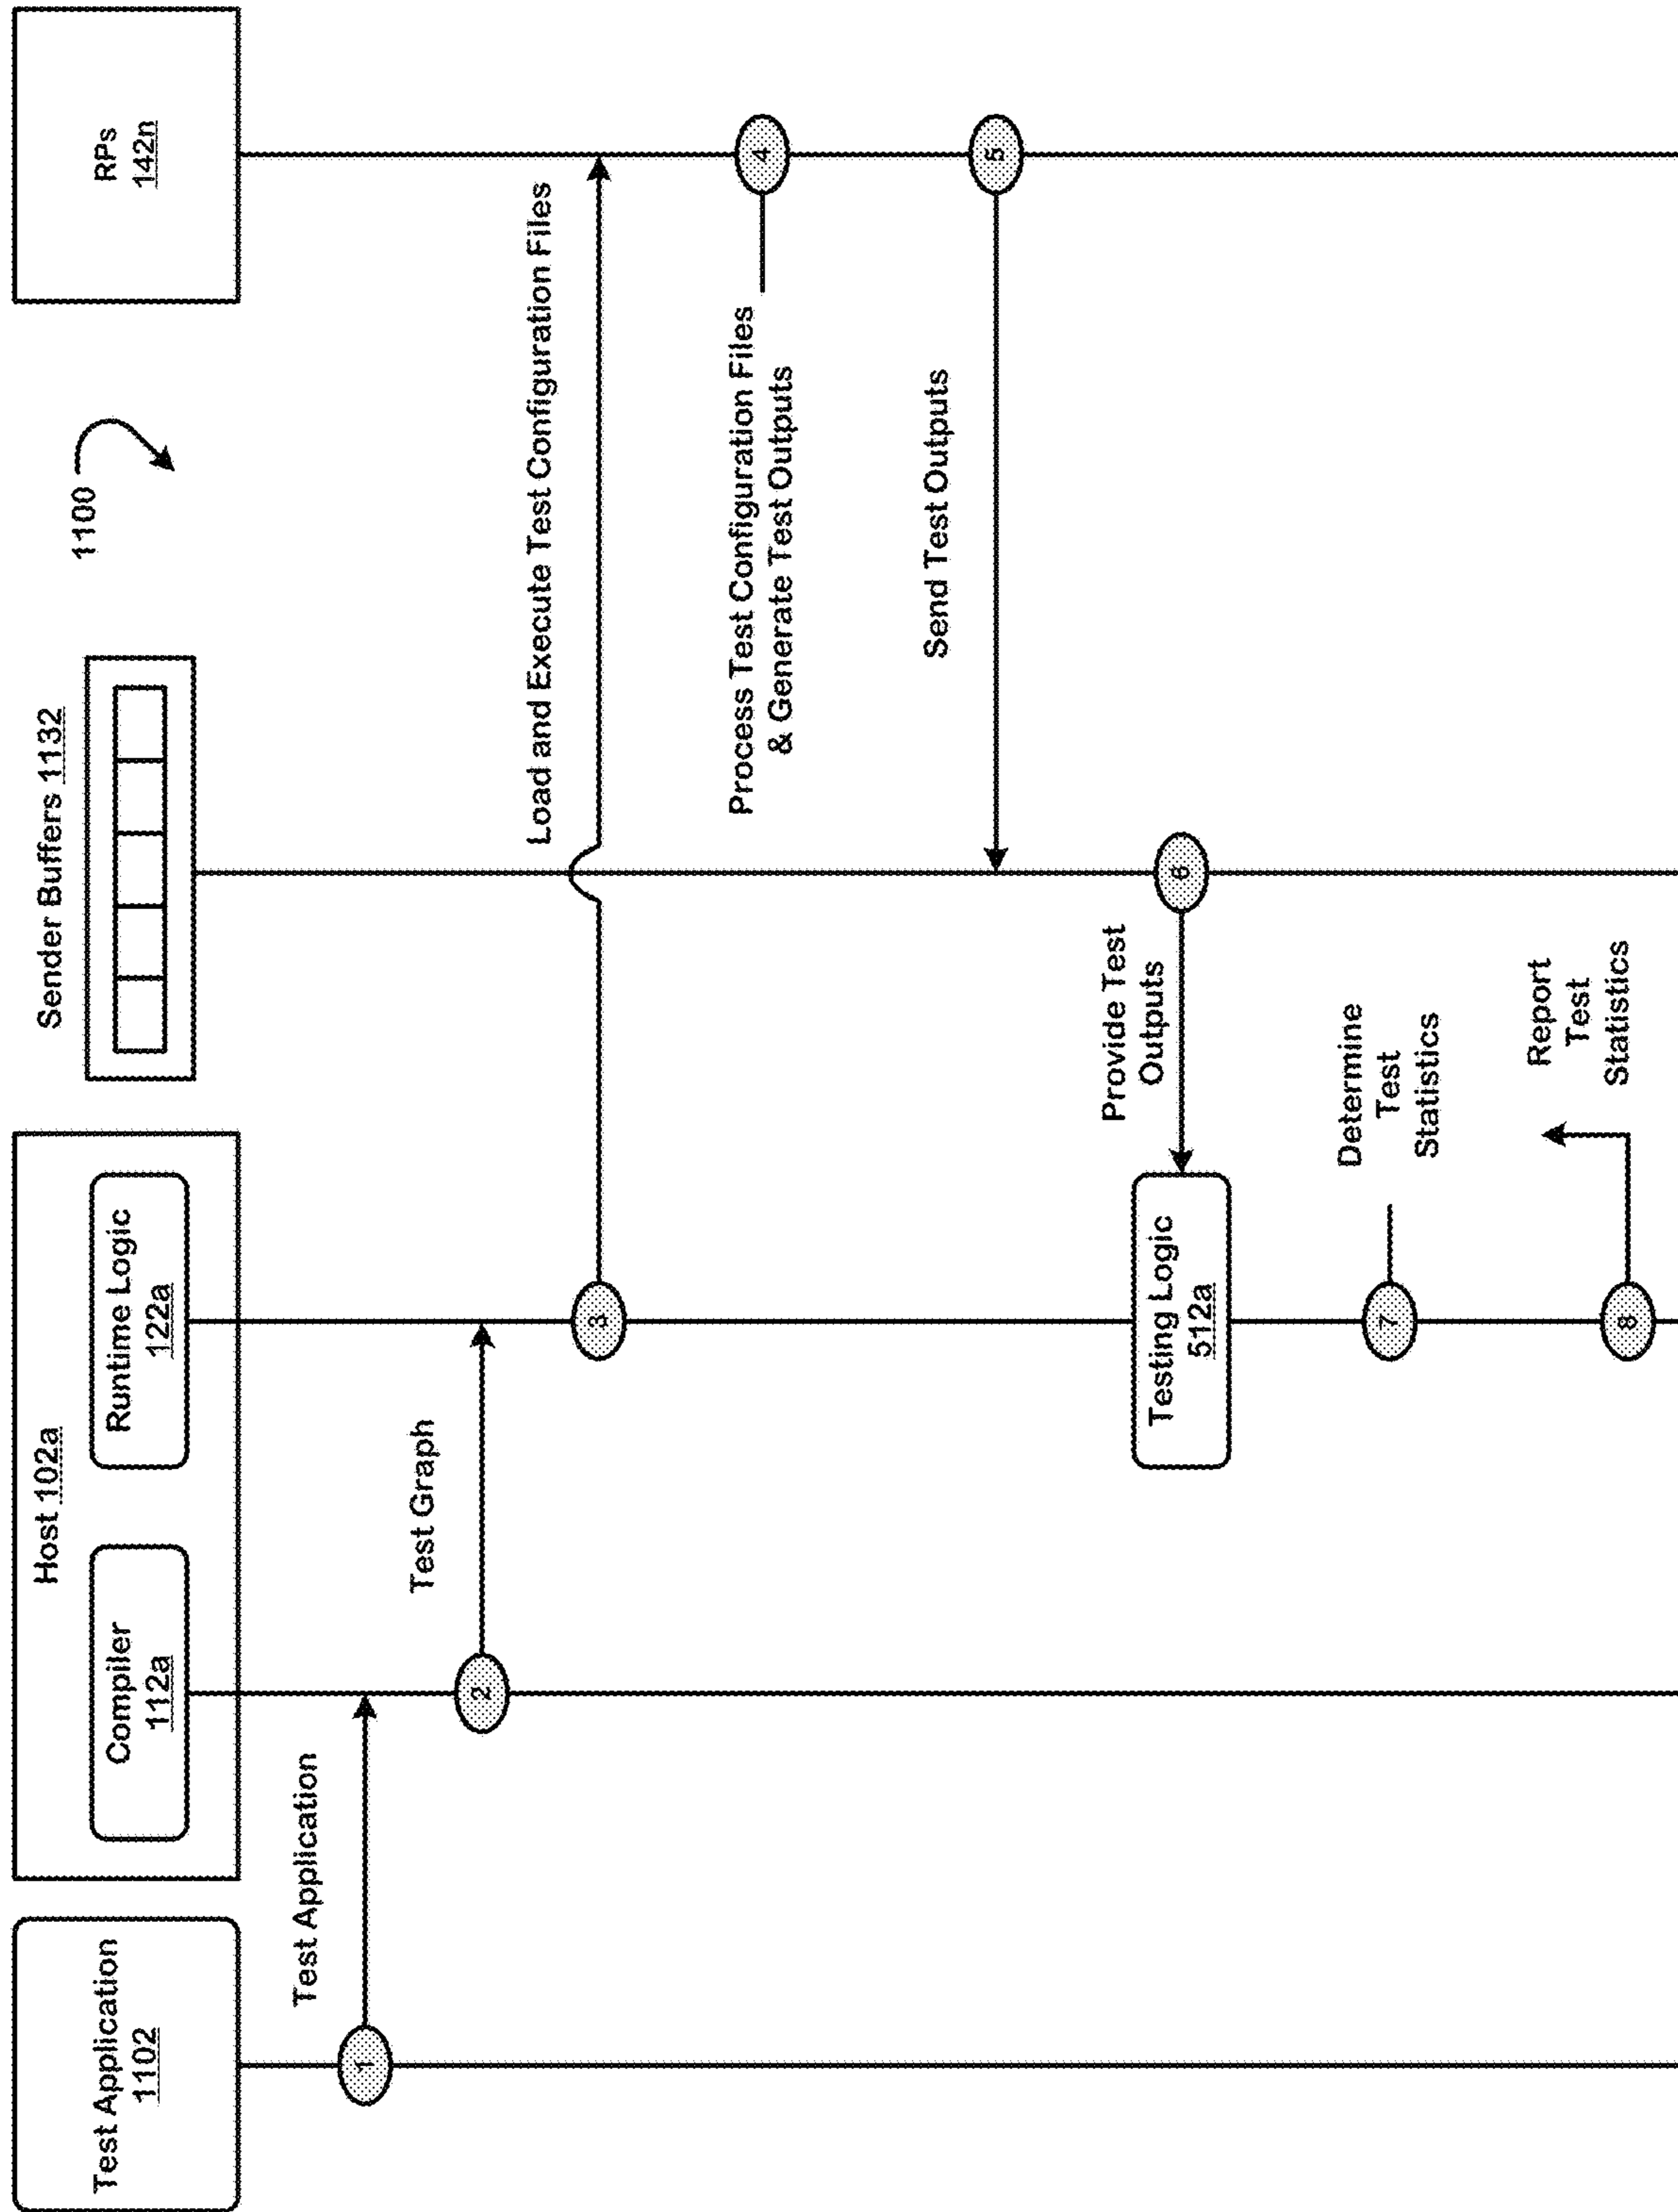 Test Application
1102
Host 102a
Compiler
112a
Runtime Logic
122a
Sender Buffers 1132
1100
RPs
142n
Test Application
1
Test Graph
2
Load and Execute Test Configuration Files
3
Process Test Configuration Files
& Generate Test Outputs
4
Send Test Outputs
5
Provide Test
Outputs
6
Testing Logic
512a
Determine
Test
Statistics
7
Report
Test
Statistics
8